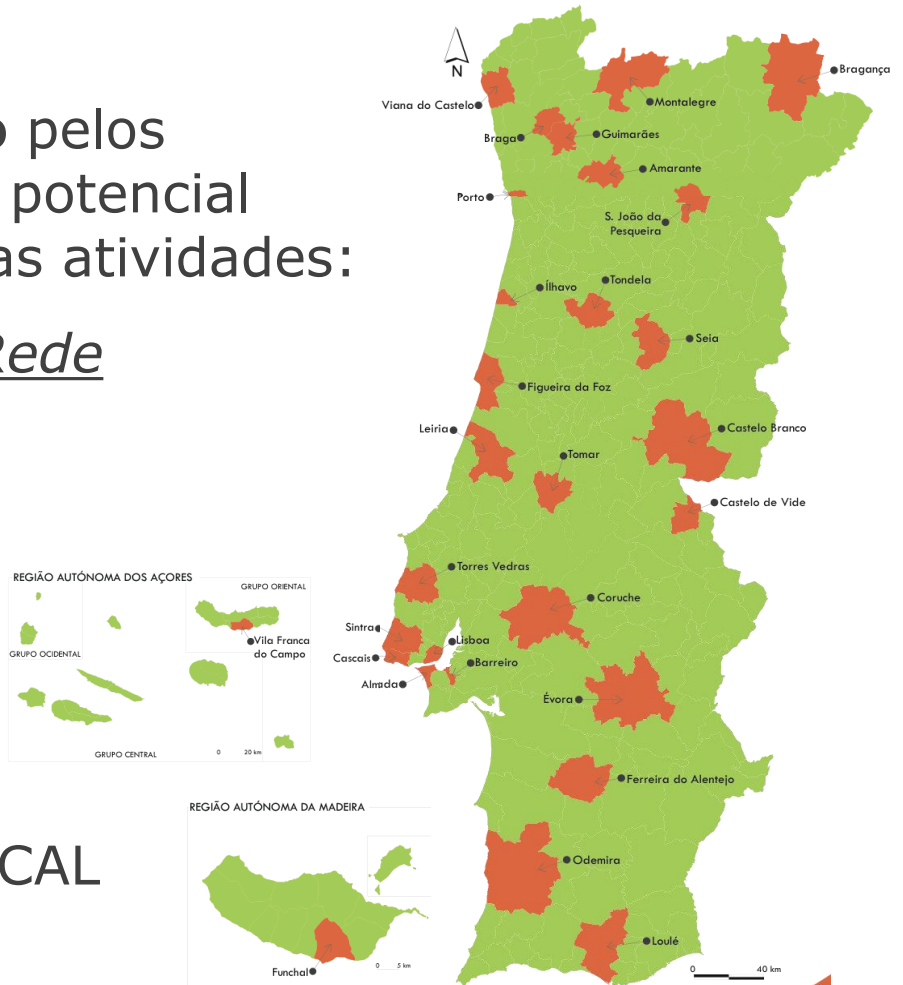 o pelos
potencial
as atividades:
Rede
CAL
N
Viana do Castelo
Montalegre
Bragança
Braga
Guimarães
Amarante
Porto
S. João da
Pesqueira
Ílhavo
Tondela
Seia
Figueira da Foz
Leiria
Castelo Branco
Tomar
Castelo de Vide
Torres Vedras
Coruche
Sintra
Lisboa
Cascais
Barreiro
Almada
Évora
Ferreira do Alentejo
Odemira
Loulé
0 40 km
REGIÃO AUTÓNOMA DOS AÇORES
GRUPO ORIENTAL
Vila Franca
do Campo
GRUPO OCIDENTAL
GRUPO CENTRAL
0 20 km
REGIÃO AUTÓNOMA DA MADEIRA
Funchal
0 5 km